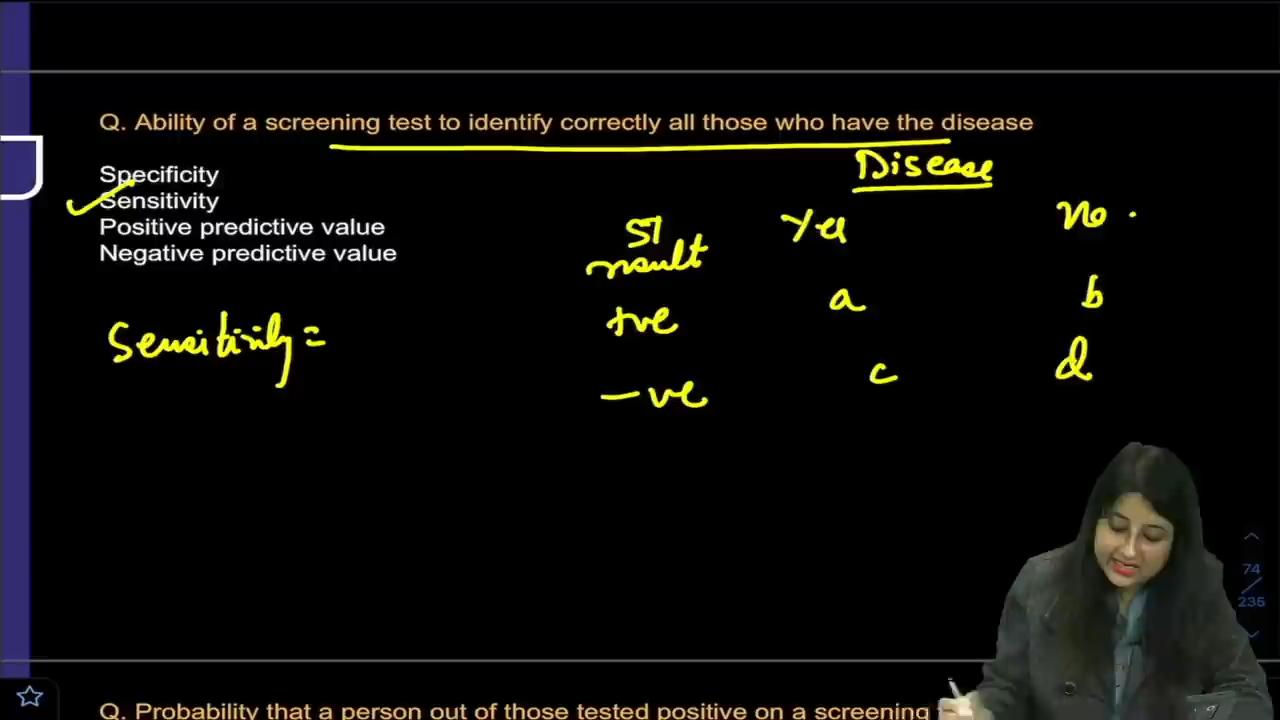 Q. Ability of a screening test to identify correctly all those who have the disease
Specificity
Sensitivity
Positive predictive value
Negative predictive value
Disease
ST result
Yes
No
+ve
a
b
-ve
c
d
Sensitivity =
74
235
Q. Probability that a person out of those tested positive on a screening